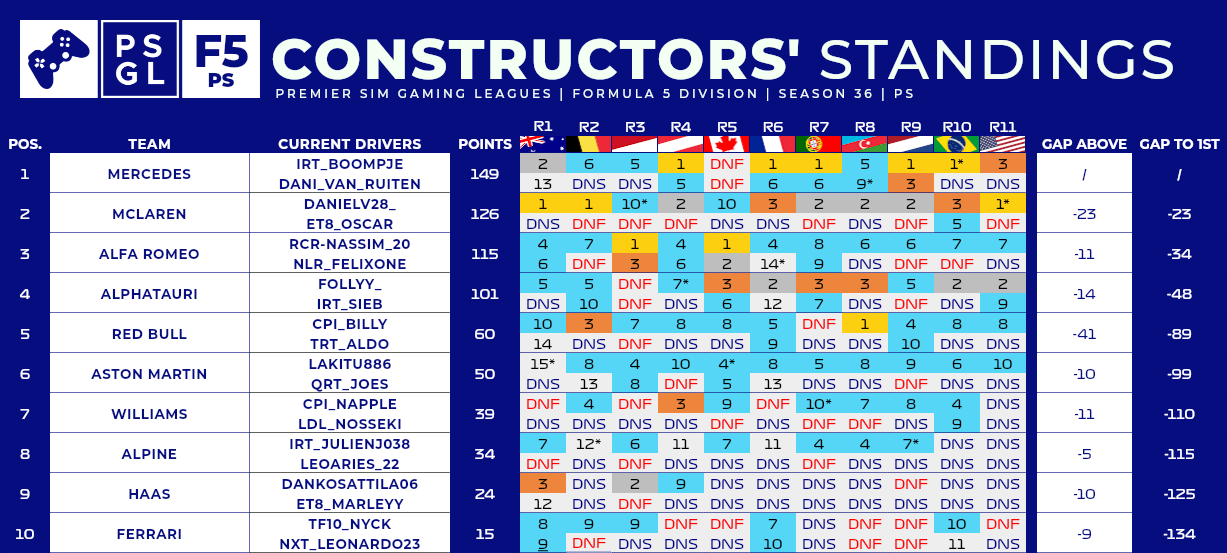 PS GL F5 PS CONSTRUCTORS' STANDINGS
PREMIER SIM GAMING LEAGUES | FORMULA 5 DIVISION | SEASON 36 | PS
R1 R2 R3 R4 R5 R6 R7 R8 R9 R10 R11
POS. TEAM CURRENT DRIVERS POINTS GAP ABOVE GAP TO 1ST
IRT_BOOMPJE 2 6 5 1 DNF 1 1 5 1 1* 3
1 MERCEDES 149 / /
DANI_VAN_RUITEN 13 DNS DNS 5 DNF 6 6 9* 3 DNS DNS
DANIELV28_ 1 1 10* 2 10 3 2 2 2 3 1*
2 MCLAREN 126 -23 -23
ET8_OSCAR DNS DNF DNF DNF DNF DNS DNS DNS DNF 5 DNF
RCR-NASSIM_20 4 7 1 4 1 4 8 6 6 7 7
3 ALFA ROMEO 115 -11 -34
NLR_FELIXONE 6 DNF 3 6 2 14* 9 DNS DNF DNF DNS
FOLLYY_ 5 5 DNF 7* 3 2 3 3 5 2 2
4 ALPHATAURI 101 -14 -48
IRT_SIEB DNS 10 DNF DNS 6 12 7 DNS DNF DNS 9
CPI_BILLY 10 3 7 8 8 5 DNF 1 4 8 8
5 RED BULL 60 -41 -89
TRT_ALDO 14 DNS DNF DNS DNS 9 DNS DNS 10 DNS DNS
LAKITU886 15* 8 4 10 4* 8 5 8 9 6 10
6 ASTON MARTIN 50 -10 -99
QRT_JOES DNS 13 8 DNF 5 13 DNS DNS DNF DNS DNS
CPI_NAPPLE DNF 4 DNF 3 9 DNF 10* 7 8 4 DNS
7 WILLIAMS 39 -11 -110
LDL_NOSSEKI DNS DNS DNS DNS DNF DNS DNF DNF DNS 9 DNS
IRT_JULIENJ038 7 12* 6 11 7 11 4 4 7* DNS DNS
8 ALPINE 34 -5 -115
LEOARIES_22 DNF DNS DNF DNS DNS DNS DNF DNS DNS DNS DNS
DANKOSATTILA06 3 DNS 2 9 DNS DNS DNS DNS DNF DNS DNS
9 HAAS 24 -10 -125
ET8_MARLEYY 12 DNS DNF DNS DNS DNS DNS DNS DNS DNS DNS
TF10_NYCK 8 9 9 DNF DNF 7 DNS DNF DNF 10 DNF
10 FERRARI 15 -9 -134
NXT_LEONARDO23 9 DNF DNS DNS DNS 10 DNS DNF DNS 11 DNS